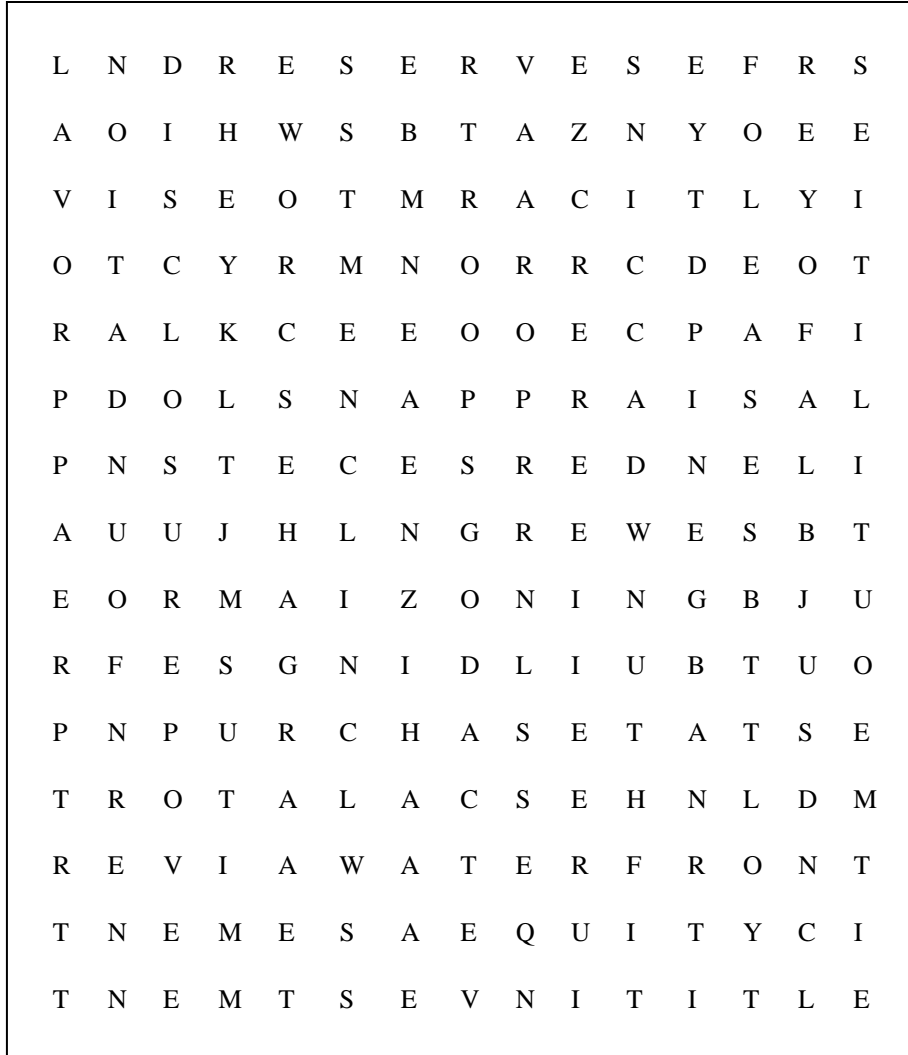 L N D R E S E R V E S E F R S
A O I H W S B T A Z N Y O E E
V I S E O T M R A C I T L Y I
O T C Y R M N O R R C D E O T
R A L K C E E O O E C P A F I
P D O L S N A P P R A I S A L
P N S T E C E S R E D N E L I
A U U J H L N G R E W E S B T
E O R M A I Z O N I N G B J U
R F E S G N I D L I U B T U O
P N P U R C H A S E T A T S E
T R O T A L A C S E H N L D M
R E V I A W A T E R F R O N T
T N E M E S A E Q U I T Y C I
T N E M T S E V N I T I T L E